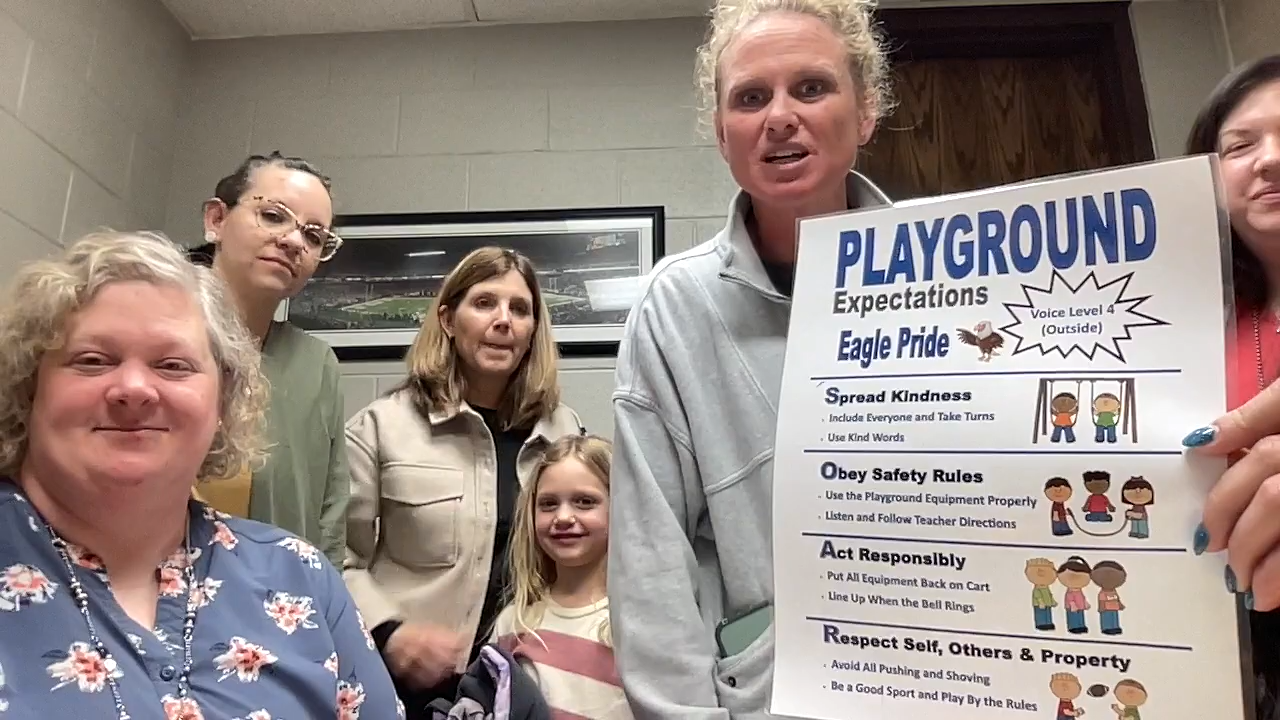 PLAYGROUND
Expectations
Eagle Pride
Voice Level 4
(Outside)
Spread Kindness
. Include Everyone and Take Turns
. Use Kind Words
Obey Safety Rules
. Use the Playground Equipment Properly
. Listen and Follow Teacher Directions
Act Responsibly
. Put All Equipment Back on Cart
. Line Up When the Bell Rings
Respect Self, Others & Property
. Avoid All Pushing and Shoving
. Be a Good Sport and Play By the Rules